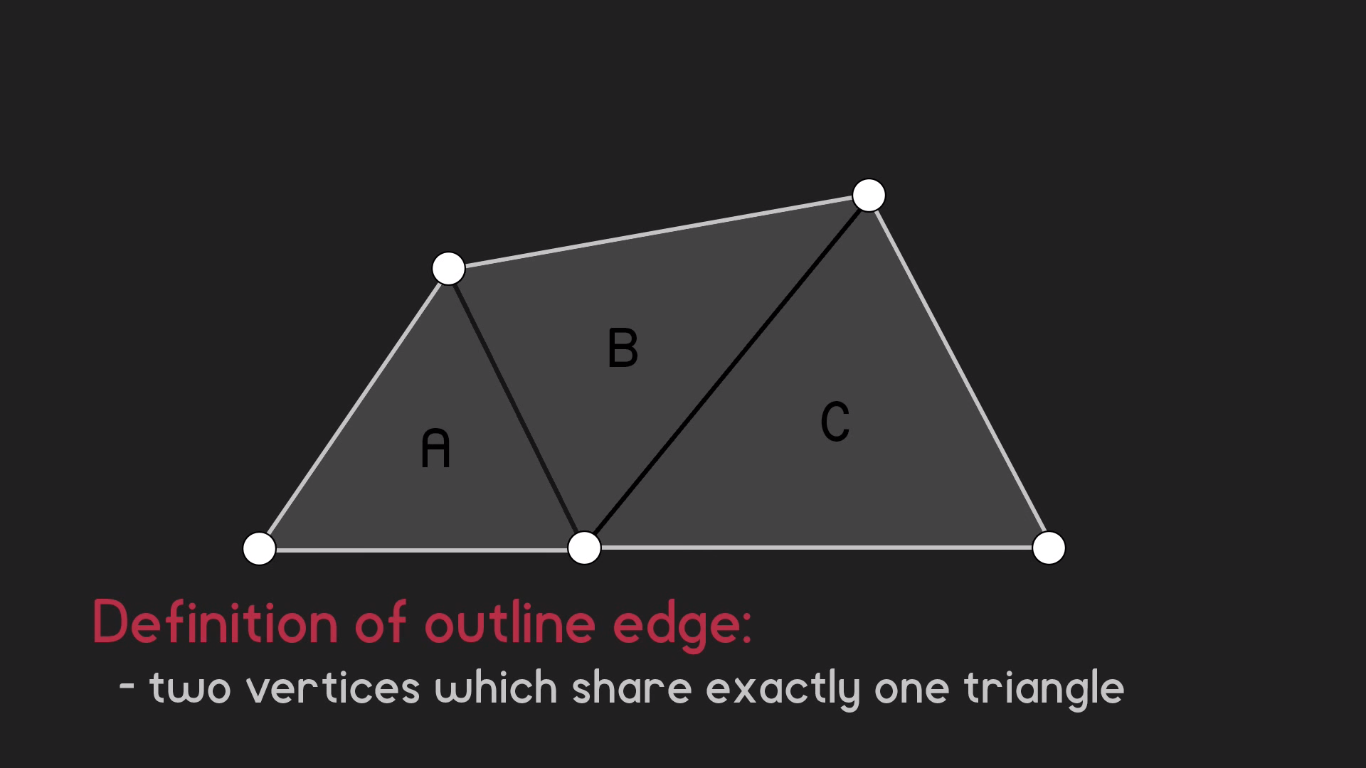 B
C
A
Definition of outline edge:
- two vertices which share exactly one triangle